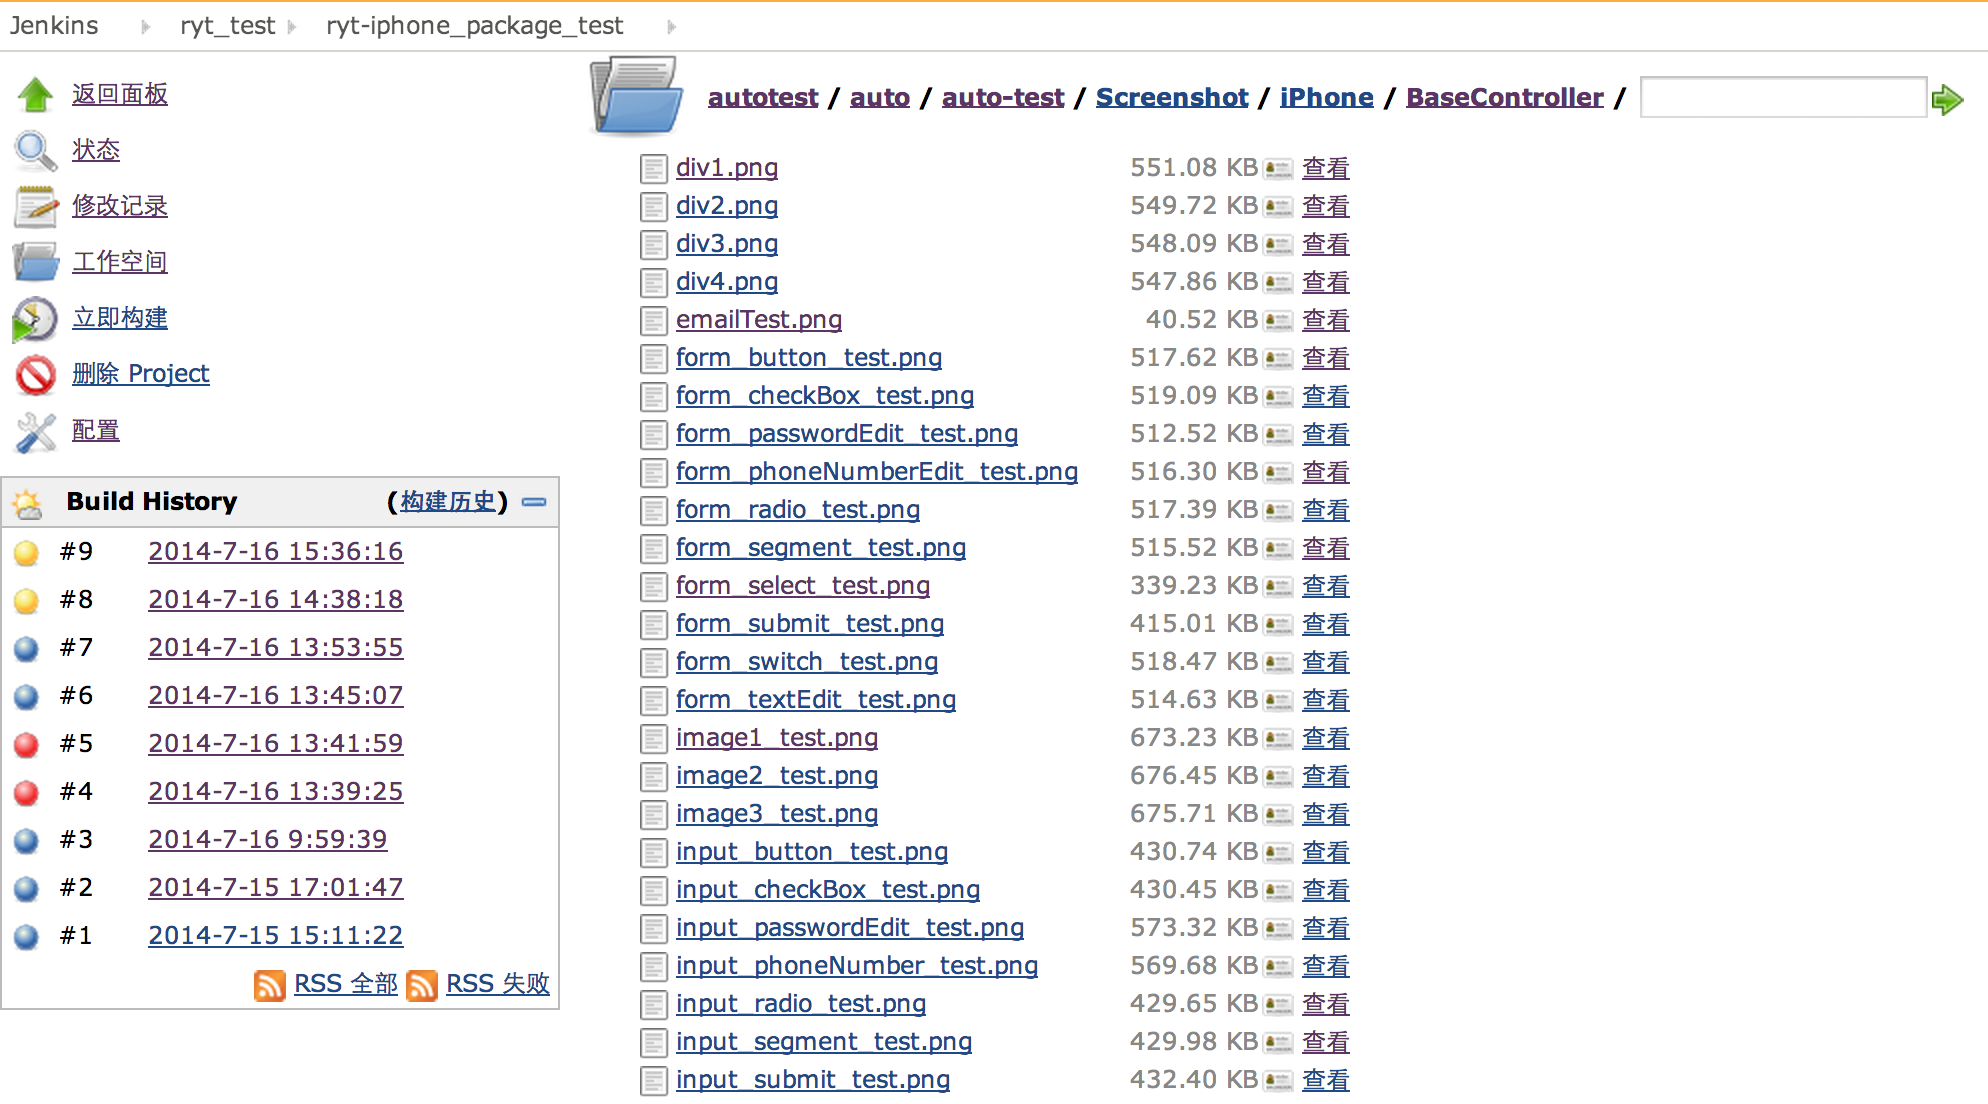 Jenkins ryt_test ryt-iphone_package_test
返回面板
状态
修改记录
工作空间
立即构建
删除 Project
配置
Build History (构建历史)
#9 2014-7-16 15:36:16
#8 2014-7-16 14:38:18
#7 2014-7-16 13:53:55
#6 2014-7-16 13:45:07
#5 2014-7-16 13:41:59
#4 2014-7-16 13:39:25
#3 2014-7-16 9:59:39
#2 2014-7-15 17:01:47
#1 2014-7-15 15:11:22
RSS 全部 RSS 失败
autotest / auto / auto-test / Screenshot / iPhone / BaseController /
div1.png 551.08 KB 查看
div2.png 549.72 KB 查看
div3.png 548.09 KB 查看
div4.png 547.86 KB 查看
emailTest.png 40.52 KB 查看
form_button_test.png 517.62 KB 查看
form_checkBox_test.png 519.09 KB 查看
form_passwordEdit_test.png 512.52 KB 查看
form_phoneNumberEdit_test.png 516.30 KB 查看
form_radio_test.png 517.39 KB 查看
form_segment_test.png 515.52 KB 查看
form_select_test.png 339.23 KB 查看
form_submit_test.png 415.01 KB 查看
form_switch_test.png 518.47 KB 查看
form_textEdit_test.png 514.63 KB 查看
image1_test.png 673.23 KB 查看
image2_test.png 676.45 KB 查看
image3_test.png 675.71 KB 查看
input_button_test.png 430.74 KB 查看
input_checkBox_test.png 430.45 KB 查看
input_passwordEdit_test.png 573.32 KB 查看
input_phoneNumber_test.png 569.68 KB 查看
input_radio_test.png 429.65 KB 查看
input_segment_test.png 429.98 KB 查看
input_submit_test.png 432.40 KB 查看